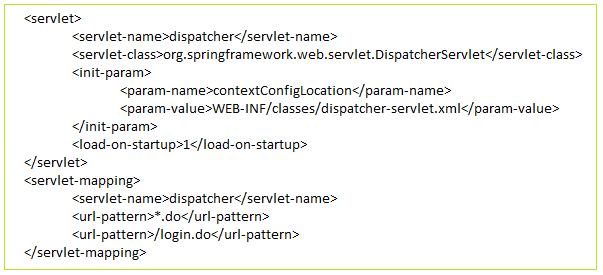 <servlet>
<servlet-name>dispatcher</servlet-name>
<servlet-class>org.springframework.web.servlet.DispatcherServlet</servlet-class>
<init-param>
<param-name>contextConfigLocation</param-name>
<param-value>WEB-INF/classes/dispatcher-servlet.xml</param-value>
</init-param>
<load-on-startup>1</load-on-startup>
</servlet>
<servlet-mapping>
<servlet-name>dispatcher</servlet-name>
<url-pattern>*.do</url-pattern>
<url-pattern>/login.do</url-pattern>
</servlet-mapping>